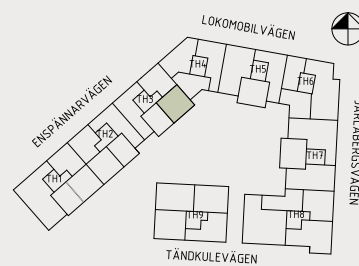 LOKOMOBILVÄGEN
ENSPÄNNARVÄGEN
JARLABERGSVÄGEN
TH4
TH5
TH6
TH3
TH2
TH7
TH1
TH9
TH8
TÄNDKULEVÄGEN